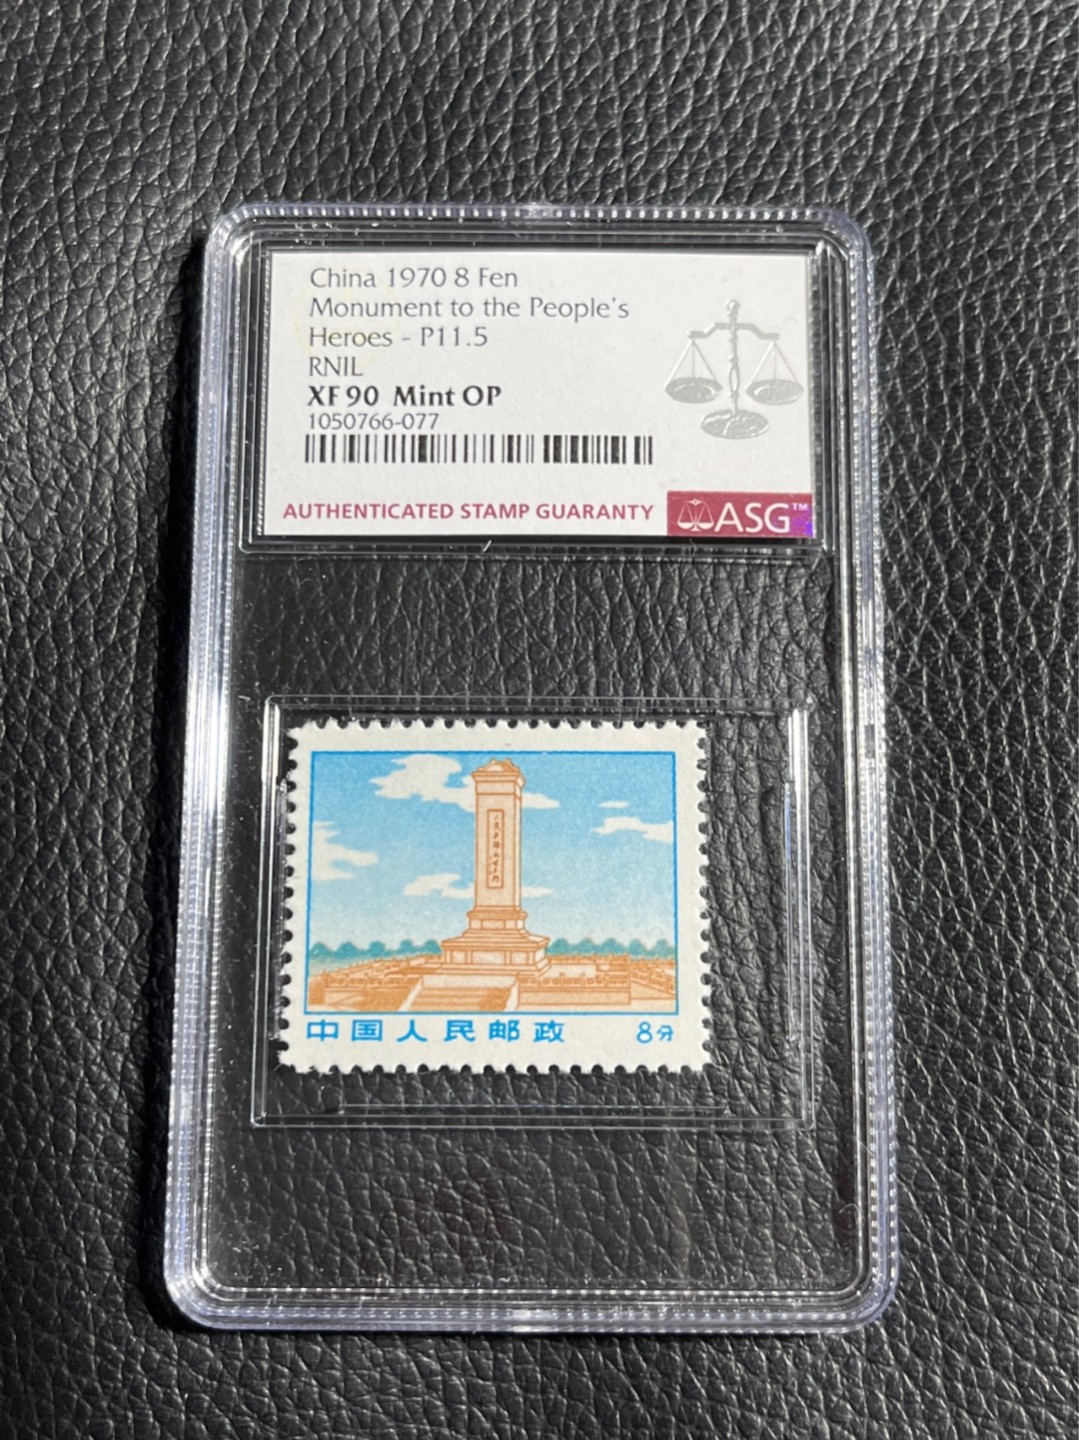 China 1970 8 Fen
Monument to the People's
Heroes - P11.5
RNIL
XF 90 Mint OP
1050766-077
AUTHENTICATED STAMP GUARANTY
ASG™
中国人民邮政 8分